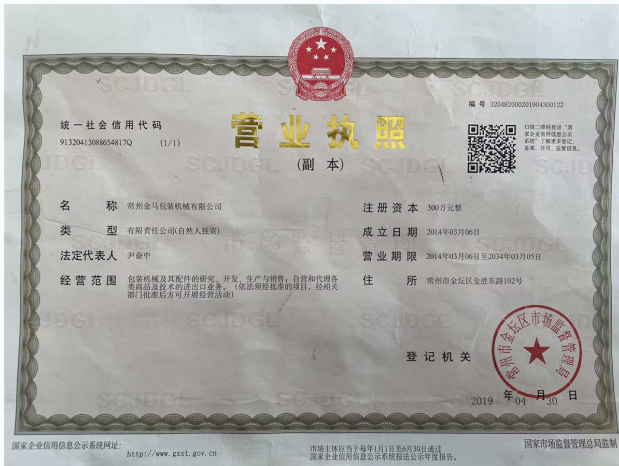 编 号 320482000201904300122
统一社会信用代码
91320413088654817Q (1/1)
营业执照
(副 本)
扫描二维码登录“国
家企业信用信息公示
系统”了解更多登记、
备案、许可、监管信息。
名 称 常州金马包装机械有限公司
类 型 有限责任公司(自然人独资)
法定代表人 尹奋中
经营范围 包装机械及其配件的研究、开发、生产与销售；自营和代理各
类商品及技术的进出口业务。(依法须经批准的项目，经相关
部门批准后方可开展经营活动)
注册资本 300万元整
成立日期 2014年03月06日
营业期限 2014年03月06日至2034年03月05日
住 所 常州市金坛区金胜东路102号
登记机关
常州市金坛区市场监督管理局
2019 年 04 月 30 日
国家企业信用信息公示系统网址:
http://www.gsxt.gov.cn
市场主体应当于每年1月1日至6月30日通过
国家企业信用信息公示系统报送公示年度报告。
国家市场监督管理总局监制
SCJDGL